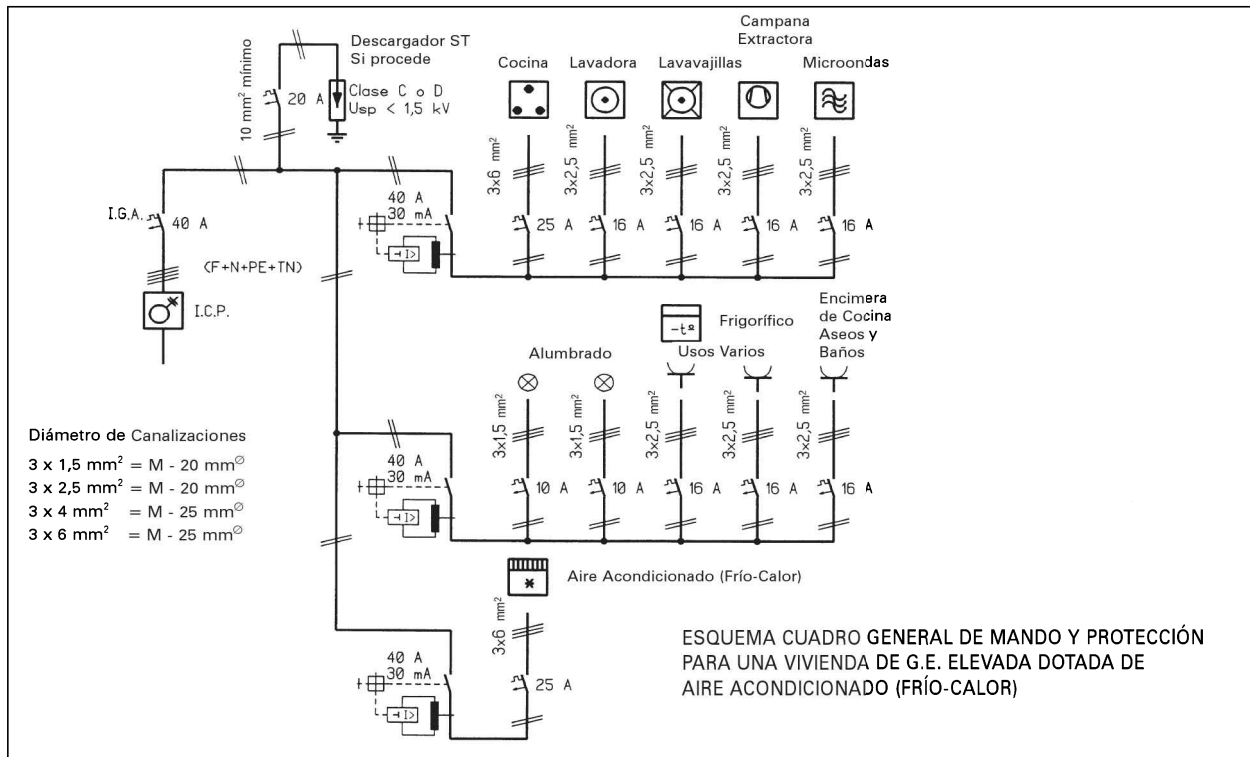 10 mm² mínimo
20 A
Descargador ST
Si procede
Clase C o D
Usp < 1,5 kV
Campana
Extractora
Cocina
Lavadora
Lavavajillas
Microondas
3x6 mm²
3x2,5 mm²
3x2,5 mm²
3x2,5 mm²
3x2,5 mm²
I.G.A.
40 A
40 A
30 mA
I>
25 A
16 A
16 A
16 A
16 A
(F+N+PE+TN)
I.C.P.
-tº
Frigorífico
Encimera
de Cocina
Aseos y
Baños
Alumbrado
Usos Varios
3x1,5 mm²
3x1,5 mm²
3x2,5 mm²
3x2,5 mm²
3x2,5 mm²
40 A
30 mA
I>
10 A
10 A
16 A
16 A
16 A
Diámetro de Canalizaciones
3 x 1,5 mm² = M - 20 mm∅
3 x 2,5 mm² = M - 20 mm∅
3 x 4 mm² = M - 25 mm∅
3 x 6 mm² = M - 25 mm∅
Aire Acondicionado (Frío-Calor)
3x6 mm²
40 A
30 mA
I>
25 A
ESQUEMA CUADRO GENERAL DE MANDO Y PROTECCIÓN
PARA UNA VIVIENDA DE G.E. ELEVADA DOTADA DE
AIRE ACONDICIONADO (FRÍO-CALOR)